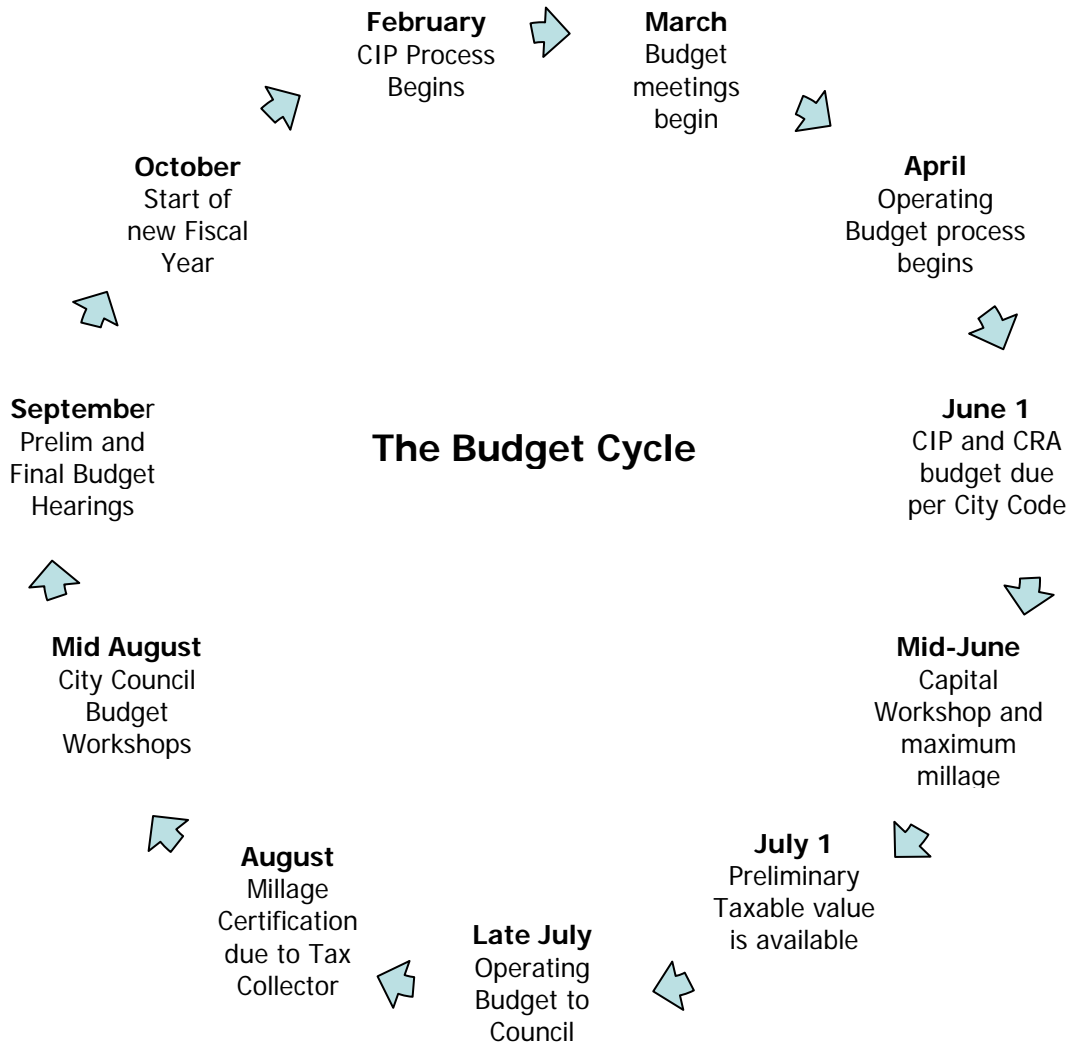 February
CIP Process
Begins
March
Budget
meetings
begin
April
Operating
Budget process
begins
June 1
CIP and CRA
budget due
per City Code
Mid-June
Capital
Workshop and
maximum
millage
July 1
Preliminary
Taxable value
is available
Late July
Operating
Budget to
Council
August
Millage
Certification
due to Tax
Collector
Mid August
City Council
Budget
Workshops
September
Prelim and
Final Budget
Hearings
October
Start of
new Fiscal
Year
The Budget Cycle